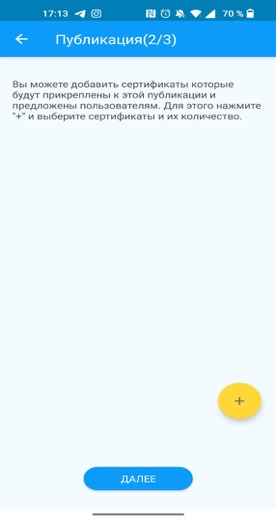 17:13 70 %
Публикация(2/3)
Вы можете добавить сертификаты которые
будут прикреплены к этой публикации и
предложены пользователям. Для этого нажмите
"+" и выберите сертификаты и их количество.
+
ДАЛЕЕ